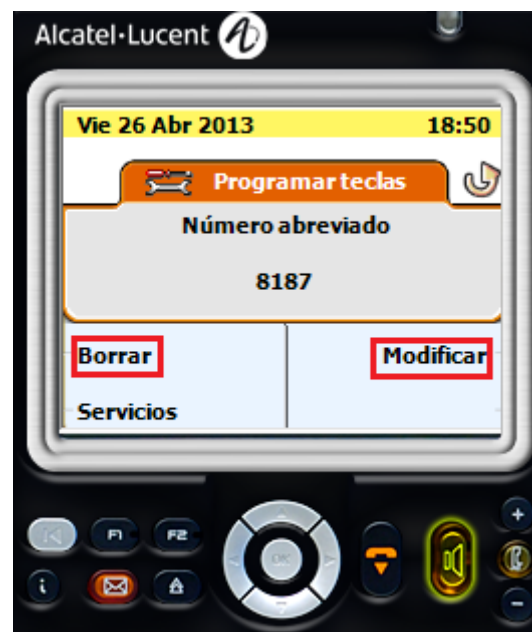 Alcatel·Lucent
Vie 26 Abr 2013 18:50
Programar teclas
Número abreviado
8187
Borrar Modificar
Servicios
F1 F2
OK
i
+
-